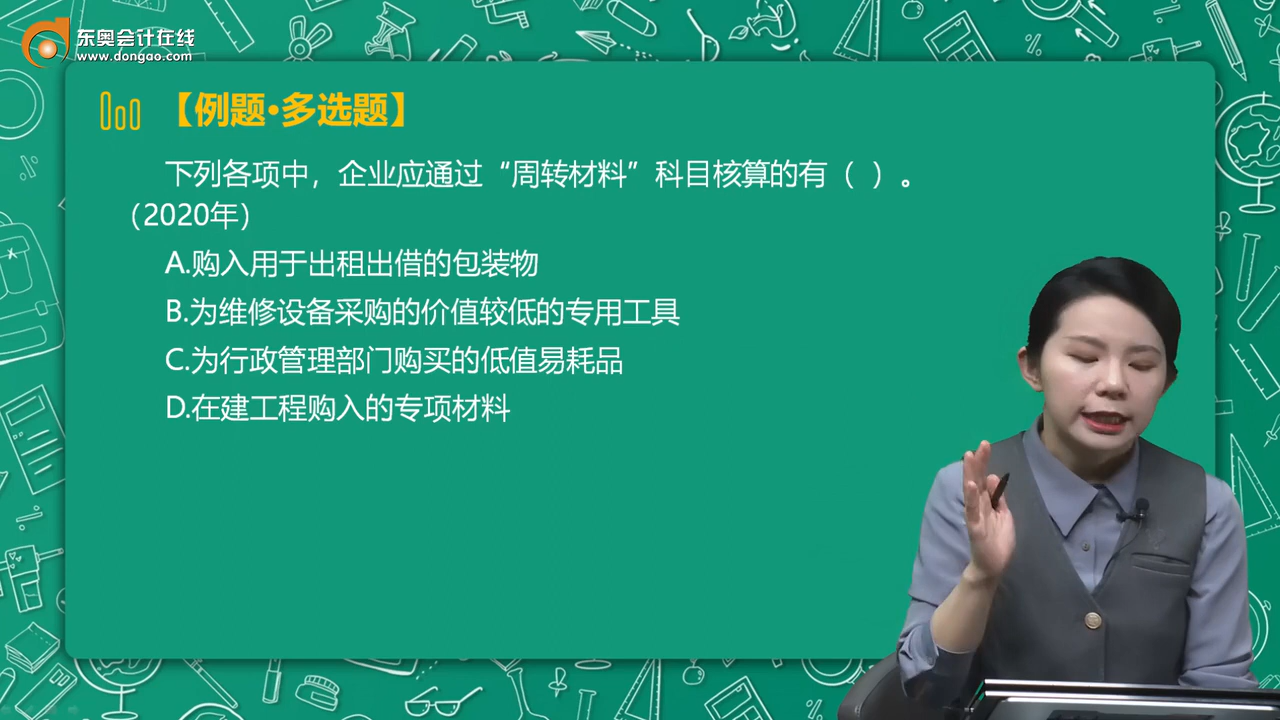 东奥会计在线
www.dongao.com
【例题•多选题】
下列各项中，企业应通过“周转材料”科目核算的有（ ）。
（2020年）
A.购入用于出租出借的包装物
B.为维修设备采购的价值较低的专用工具
C.为行政管理部门购买的低值易耗品
D.在建工程购入的专项材料